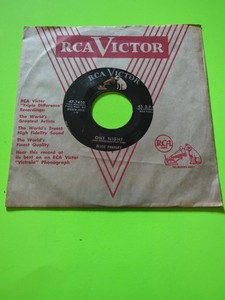 RCA VICTOR
RCA VICTOR
45 R.P.M.
ONE NIGHT
ELVIS PRESLEY
RCA Victor
"Triple Difference"
Recordings:
The World's
Greatest Artists
The World's Truest
High Fidelity Sound
The World's
Finest Quality
Hear this record at
its best on an RCA Victor
"Victrola" Phonograph
RCA